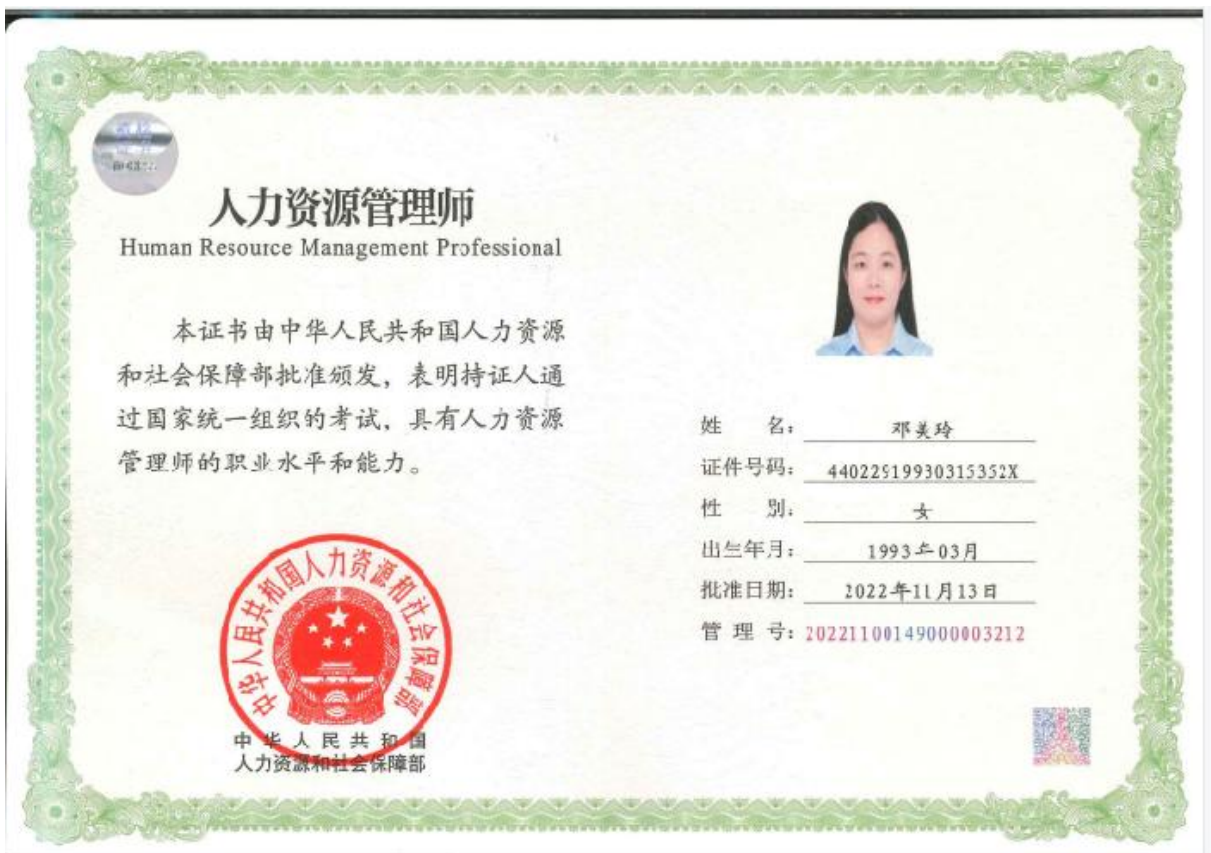 人力资源管理师
Human Resource Management Professional
本证书由中华人民共和国人力资源
和社会保障部批准颁发，表明持证人通
过国家统一组织的考试，具有人力资源
管理师的职业水平和能力。
中华人民共和国人力资源和社会保障部
中华人民共和国
人力资源和社会保障部
姓 名：邓美玲
证件号码：44022919930315352X
性 别：女
出生年月：1993年03月
批准日期：2022年11月13日
管 理 号：20221100149000003212